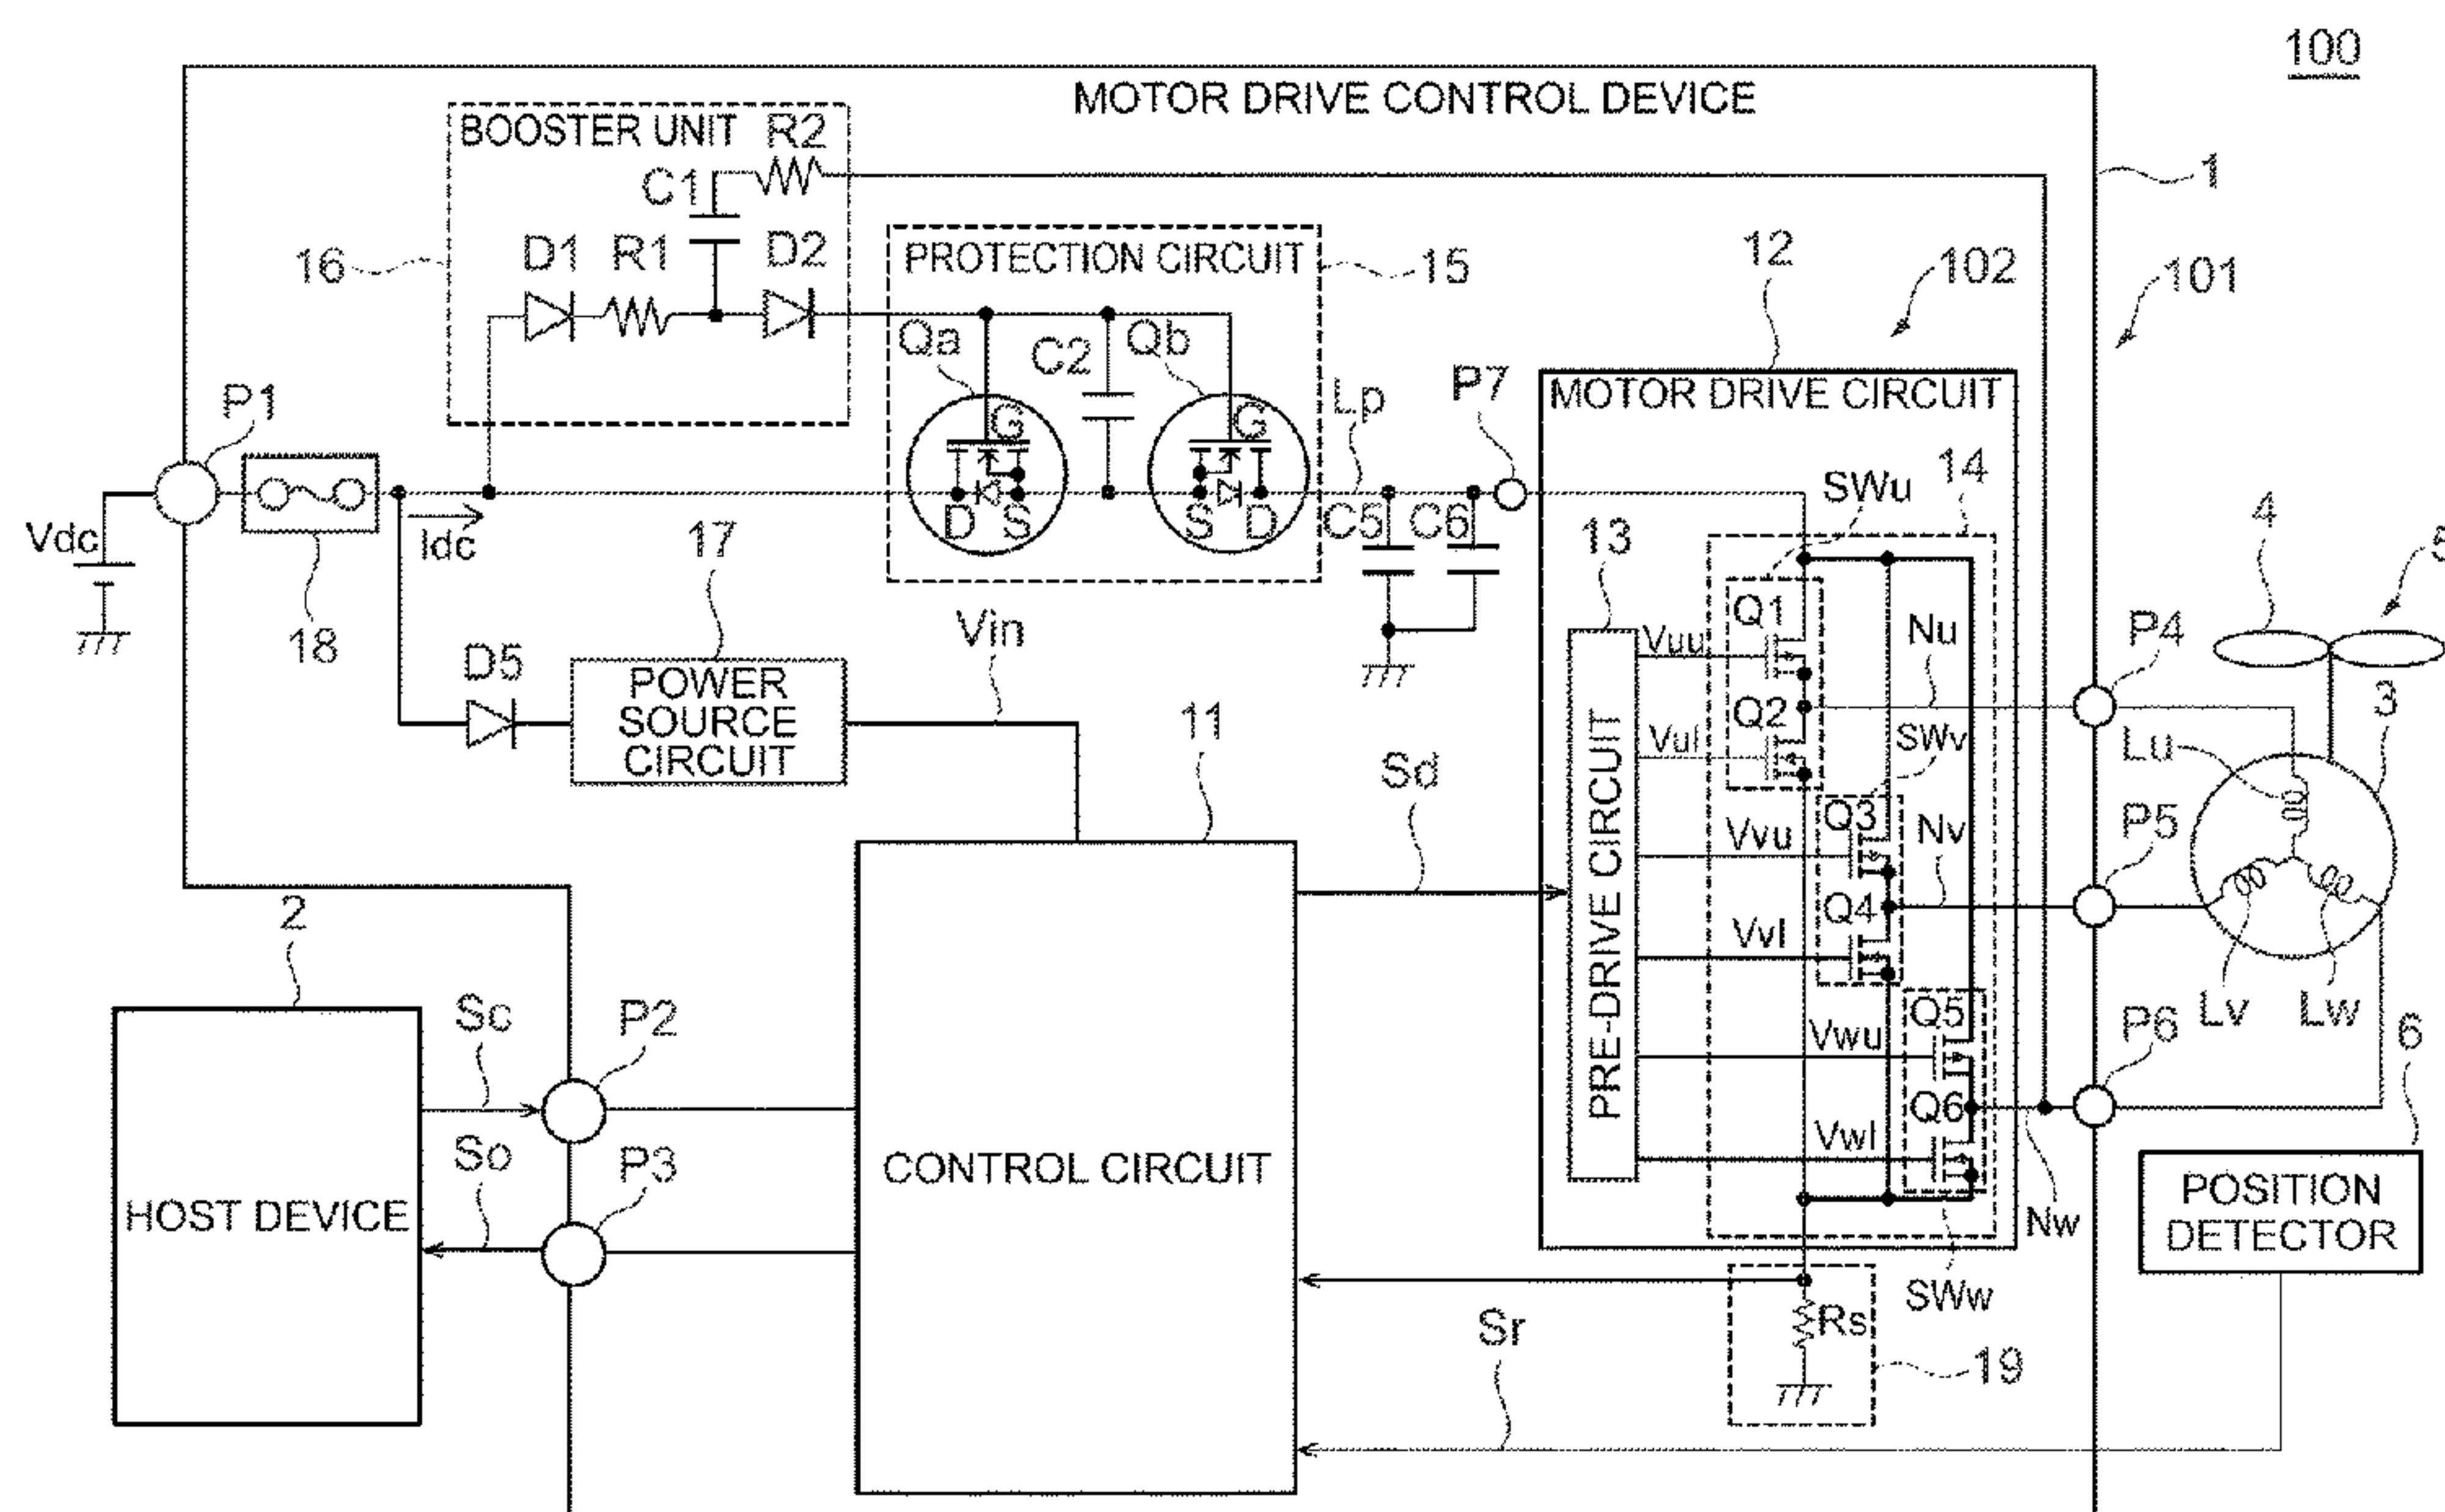 100
MOTOR DRIVE CONTROL DEVICE
BOOSTER UNIT
R2
C1
1
16
D1
R1
D2
PROTECTION CIRCUIT
15
12
102
101
Qa
C2
Qb
G
G
P1
Lp
P7
MOTOR DRIVE CIRCUIT
SWu
14
Vdc
Idc
D
S
S
D
C5
C6
17
18
Vin
13
Q1
Nu
P4
4
5
Vuu
D5
POWER
SOURCE
CIRCUIT
11
Sd
PRE-DRIVE CIRCUIT
Q2
Vul
SWv
Lu
3
Q3
Vvu
Nv
P5
Q4
Vvl
2
Sc
P2
Q5
Vwu
Lv
Lw
P6
6
Q6
Vwl
So
P3
HOST DEVICE
CONTROL CIRCUIT
Nw
POSITION
DETECTOR
SWw
Rs
Sr
19